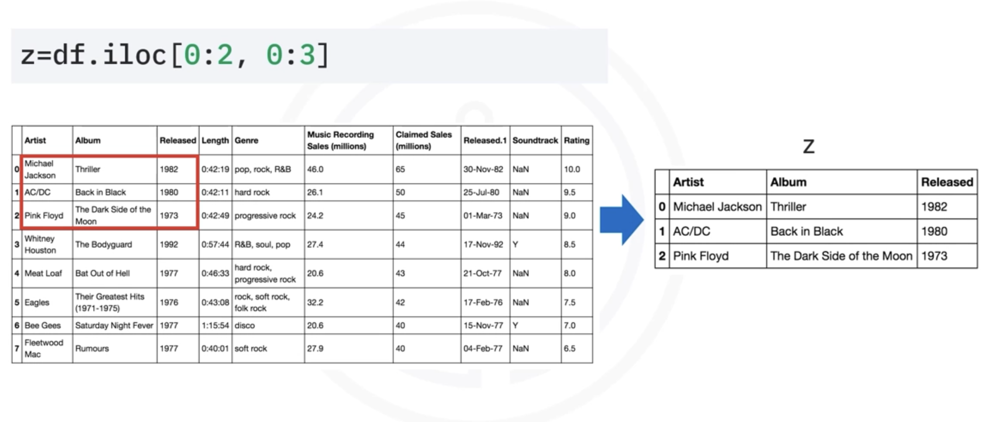 z=df.iloc[0:2, 0:3]
Artist Album Released Length Genre Music Recording Sales (millions) Claimed Sales (millions) Released.1 Soundtrack Rating
0 Michael Jackson Thriller 1982 0:42:19 pop, rock, R&B 46.0 65 30-Nov-82 NaN 10.0
1 AC/DC Back in Black 1980 0:42:11 hard rock 26.1 50 25-Jul-80 NaN 9.5
2 Pink Floyd The Dark Side of the Moon 1973 0:42:49 progressive rock 24.2 45 01-Mar-73 NaN 9.0
3 Whitney Houston The Bodyguard 1992 0:57:44 R&B, soul, pop 27.4 44 17-Nov-92 Y 8.5
4 Meat Loaf Bat Out of Hell 1977 0:46:33 hard rock, progressive rock 20.6 43 21-Oct-77 NaN 8.0
5 Eagles Their Greatest Hits (1971-1975) 1976 0:43:08 rock, soft rock, folk rock 32.2 42 17-Feb-76 NaN 7.5
6 Bee Gees Saturday Night Fever 1977 1:15:54 disco 20.6 40 15-Nov-77 Y 7.0
7 Fleetwood Mac Rumours 1977 0:40:01 soft rock 27.9 40 04-Feb-77 NaN 6.5
z
Artist Album Released
0 Michael Jackson Thriller 1982
1 AC/DC Back in Black 1980
2 Pink Floyd The Dark Side of the Moon 1973